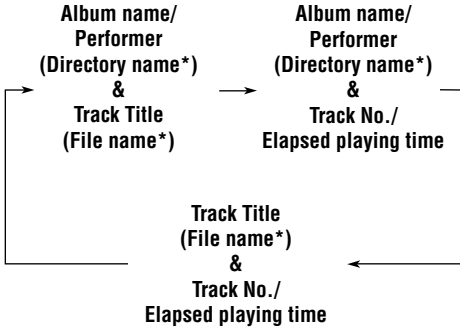 Album name/
Performer
(Directory name*)
&
Track Title
(File name*)
Album name/
Performer
(Directory name*)
&
Track No./
Elapsed playing time
Track Title
(File name*)
&
Track No./
Elapsed playing time